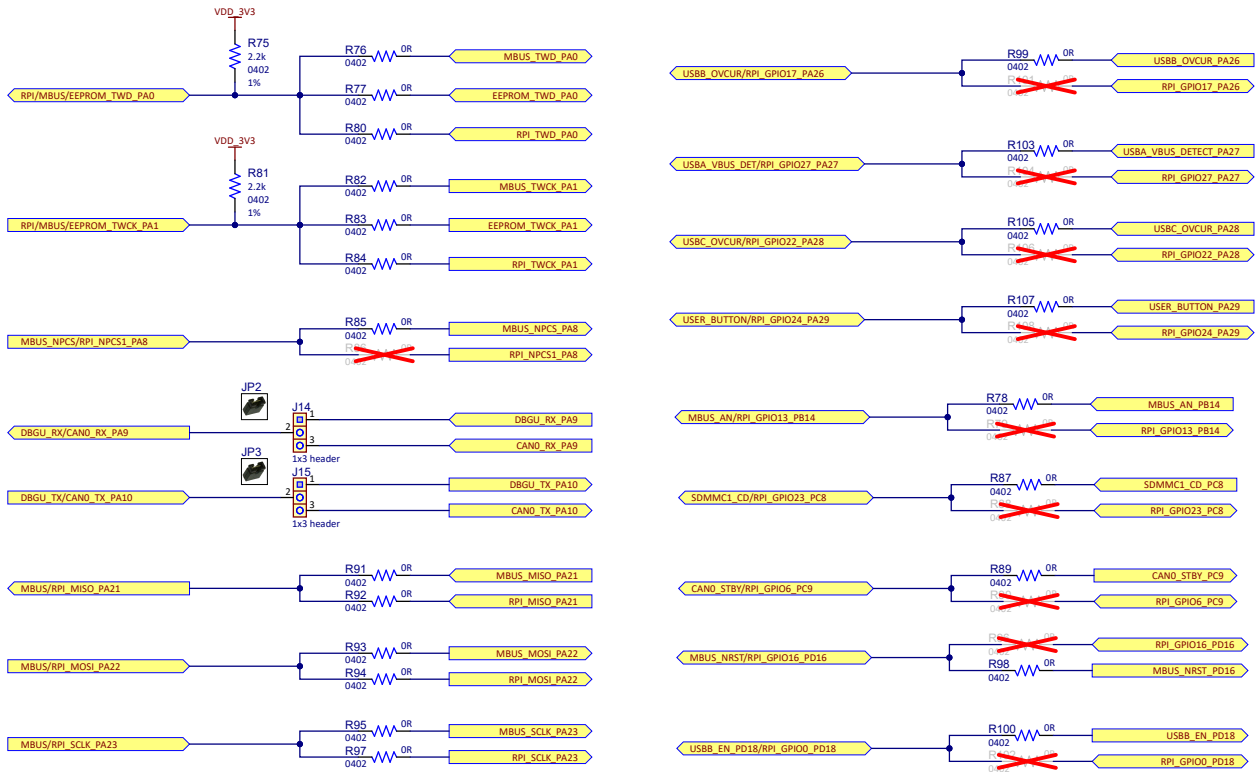 VDD_3V3
R75
2.2k
0402
1%
RPI/MBUS/EEPROM_TWD_PA0
R76
0402
0R
MBUS_TWD_PA0
R77
0402
0R
EEPROM_TWD_PA0
R80
0402
0R
RPI_TWD_PA0
VDD_3V3
R81
2.2k
0402
1%
RPI/MBUS/EEPROM_TWCK_PA1
R82
0402
0R
MBUS_TWCK_PA1
R83
0402
0R
EEPROM_TWCK_PA1
R84
0402
0R
RPI_TWCK_PA1
MBUS_NPCS/RPI_NPCS1_PA8
R85
0402
0R
MBUS_NPCS_PA8
RPI_NPCS1_PA8
JP2
J14
DBGU_RX/CAN0_RX_PA9
1
2
3
1x3 header
DBGU_RX_PA9
CAN0_RX_PA9
JP3
J15
DBGU_TX/CAN0_TX_PA10
1
2
3
1x3 header
DBGU_TX_PA10
CAN0_TX_PA10
MBUS/RPI_MISO_PA21
R91
0402
0R
MBUS_MISO_PA21
R92
0402
0R
RPI_MISO_PA21
MBUS/RPI_MOSI_PA22
R93
0402
0R
MBUS_MOSI_PA22
R94
0402
0R
RPI_MOSI_PA22
MBUS/RPI_SCLK_PA23
R95
0402
0R
MBUS_SCLK_PA23
R97
0402
0R
RPI_SCLK_PA23
USBB_OVCUR/RPI_GPIO17_PA26
R99
0402
0R
USBB_OVCUR_PA26
RPI_GPIO17_PA26
USBA_VBUS_DET/RPI_GPIO27_PA27
R103
0402
0R
USBA_VBUS_DETECT_PA27
RPI_GPIO27_PA27
USBC_OVCUR/RPI_GPIO22_PA28
R105
0402
0R
USBC_OVCUR_PA28
RPI_GPIO22_PA28
USER_BUTTON/RPI_GPIO24_PA29
R107
0402
0R
USER_BUTTON_PA29
RPI_GPIO24_PA29
MBUS_AN/RPI_GPIO13_PB14
R78
0402
0R
MBUS_AN_PB14
RPI_GPIO13_PB14
SDMMC1_CD/RPI_GPIO23_PC8
R87
0402
0R
SDMMC1_CD_PC8
RPI_GPIO23_PC8
CAN0_STBY/RPI_GPIO6_PC9
R89
0402
0R
CAN0_STBY_PC9
RPI_GPIO6_PC9
MBUS_NRST/RPI_GPIO16_PD16
RPI_GPIO16_PD16
R98
0402
0R
MBUS_NRST_PD16
USBB_EN_PD18/RPI_GPIO0_PD18
R100
0402
0R
USBB_EN_PD18
RPI_GPIO0_PD18